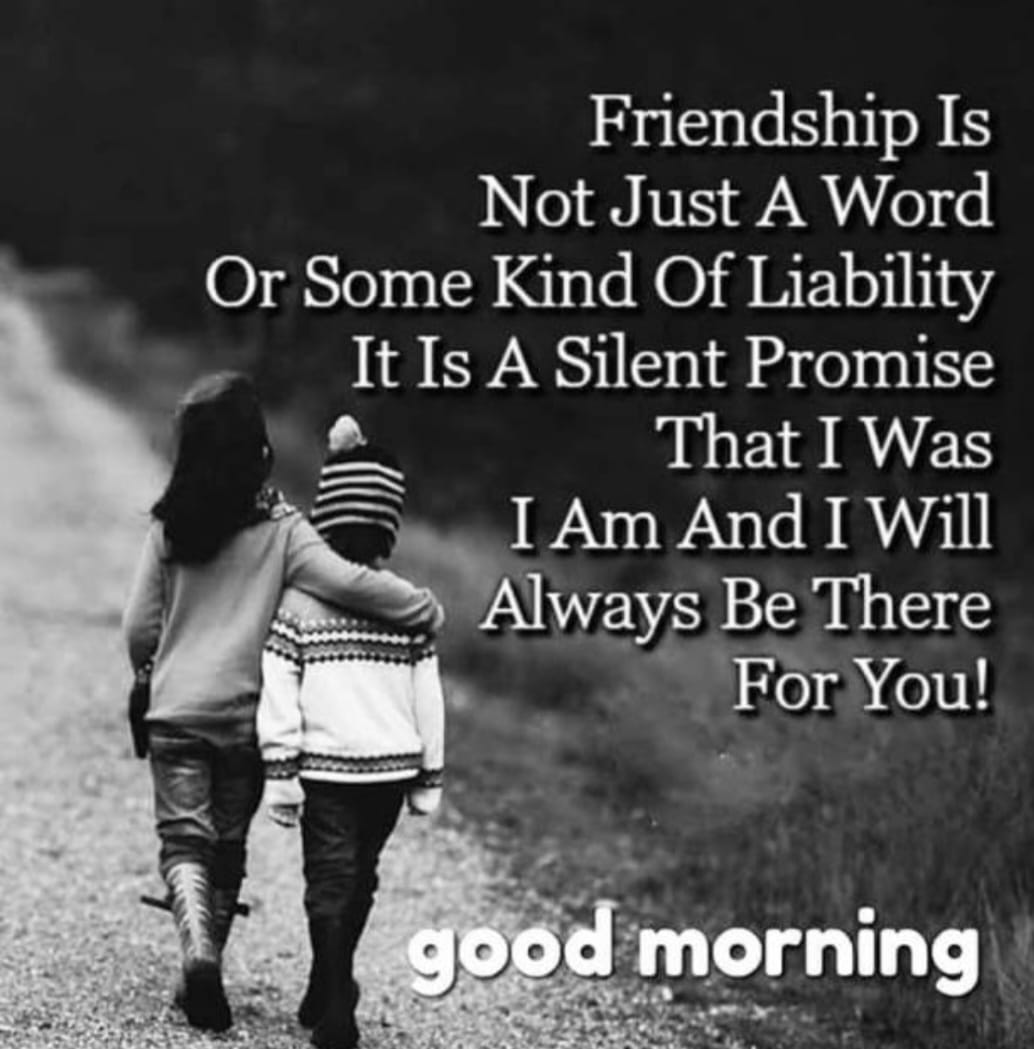 Friendship Is
Not Just A Word
Or Some Kind Of Liability
It Is A Silent Promise
That I Was
I Am And I Will
Always Be There
For You!
good morning